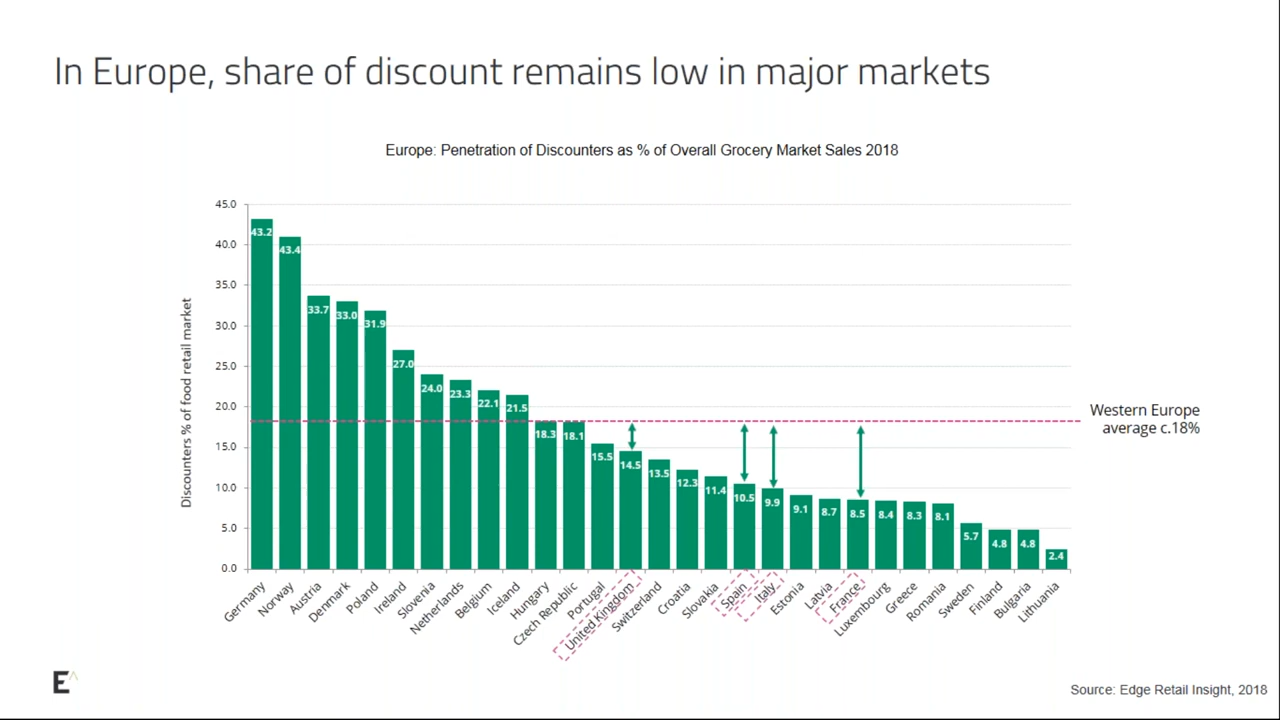 In Europe, share of discount remains low in major markets
Europe: Penetration of Discounters as % of Overall Grocery Market Sales 2018
Discounters % of food retail market
45.0
40.0
35.0
30.0
25.0
20.0
15.0
10.0
5.0
0.0
43.2
43.4
33.7
33.0
31.9
27.0
24.0
23.3
22.1
21.5
18.3
18.1
15.5
14.5
13.5
12.3
11.4
10.5
9.9
9.1
8.7
8.5
8.4
8.3
8.1
5.7
4.8
4.8
2.4
Western Europe
average c.18%
Germany
Norway
Austria
Denmark
Poland
Ireland
Slovenia
Netherlands
Belgium
Iceland
Hungary
Czech Republic
Portugal
United Kingdom
Switzerland
Croatia
Slovakia
Spain
Italy
Estonia
Latvia
France
Luxembourg
Greece
Romania
Sweden
Finland
Bulgaria
Lithuania
E^
Source: Edge Retail Insight, 2018